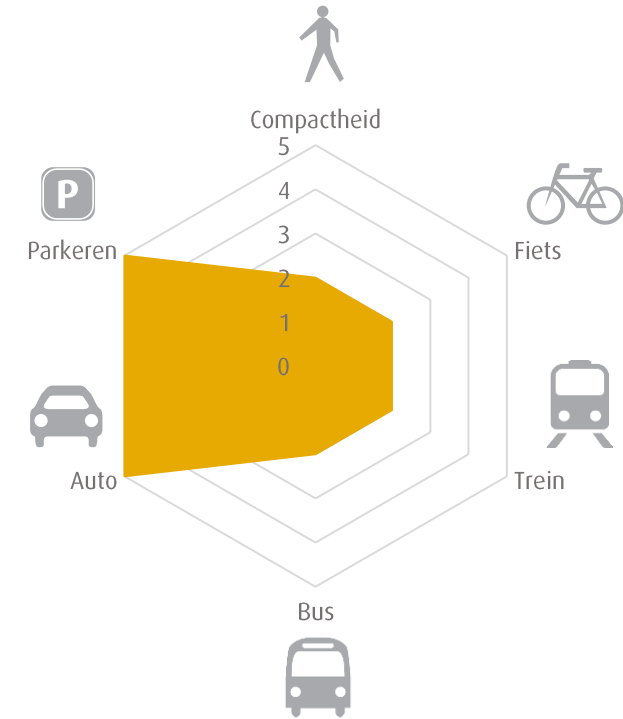 Compactheid
5
4
3
2
1
0
P
Parkeren
Fiets
Auto
Trein
Bus